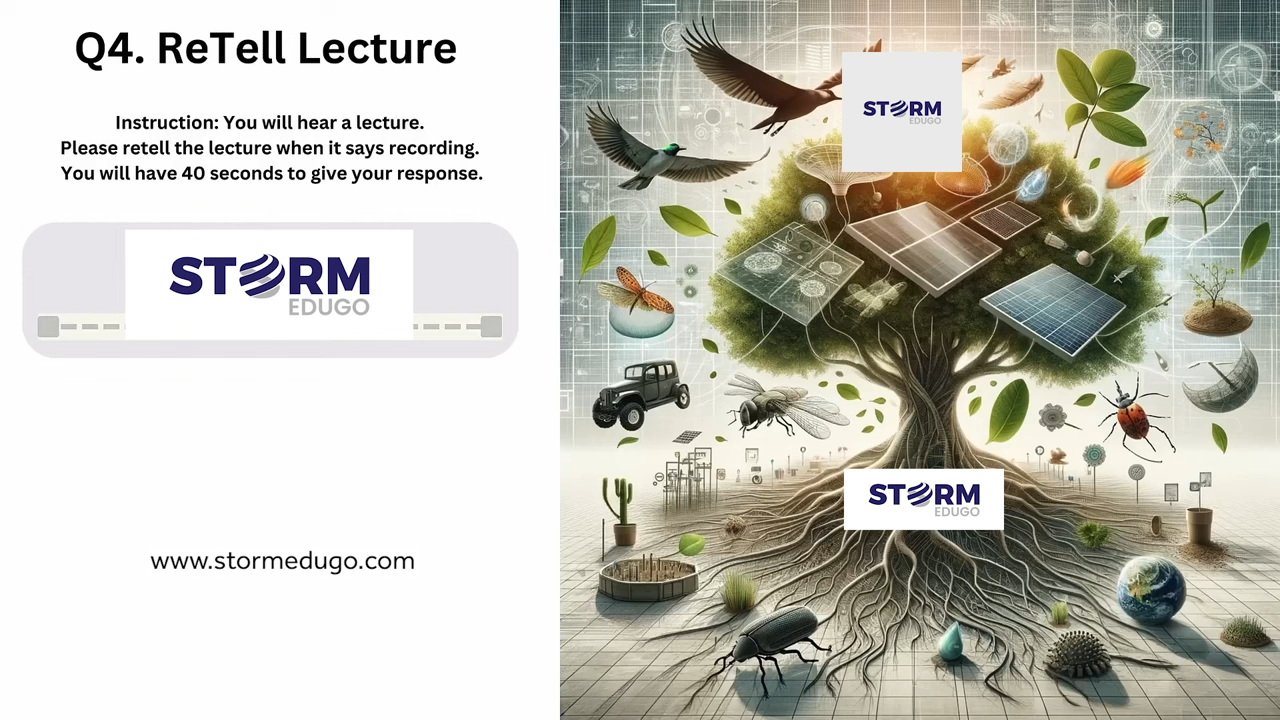 Q4. ReTell Lecture
Instruction: You will hear a lecture.
Please retell the lecture when it says recording.
You will have 40 seconds to give your response.
STORM
EDUGO
www.stormedugo.com
STORM
EDUGO
STORM
EDUGO